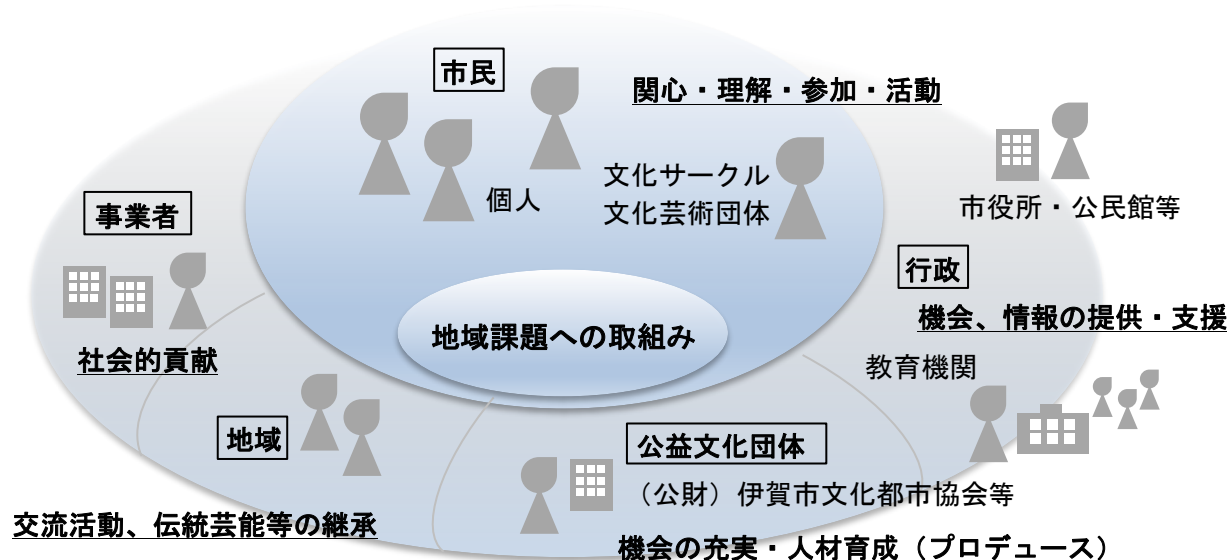 市民
関心・理解・参加・活動
個人
文化サークル
文化芸術団体
市役所・公民館等
事業者
社会的貢献
行政
機会、情報の提供・支援
教育機関
地域課題への取組み
地域
交流活動、伝統芸能等の継承
公益文化団体
（公財）伊賀市文化都市協会等
機会の充実・人材育成（プロデュース）